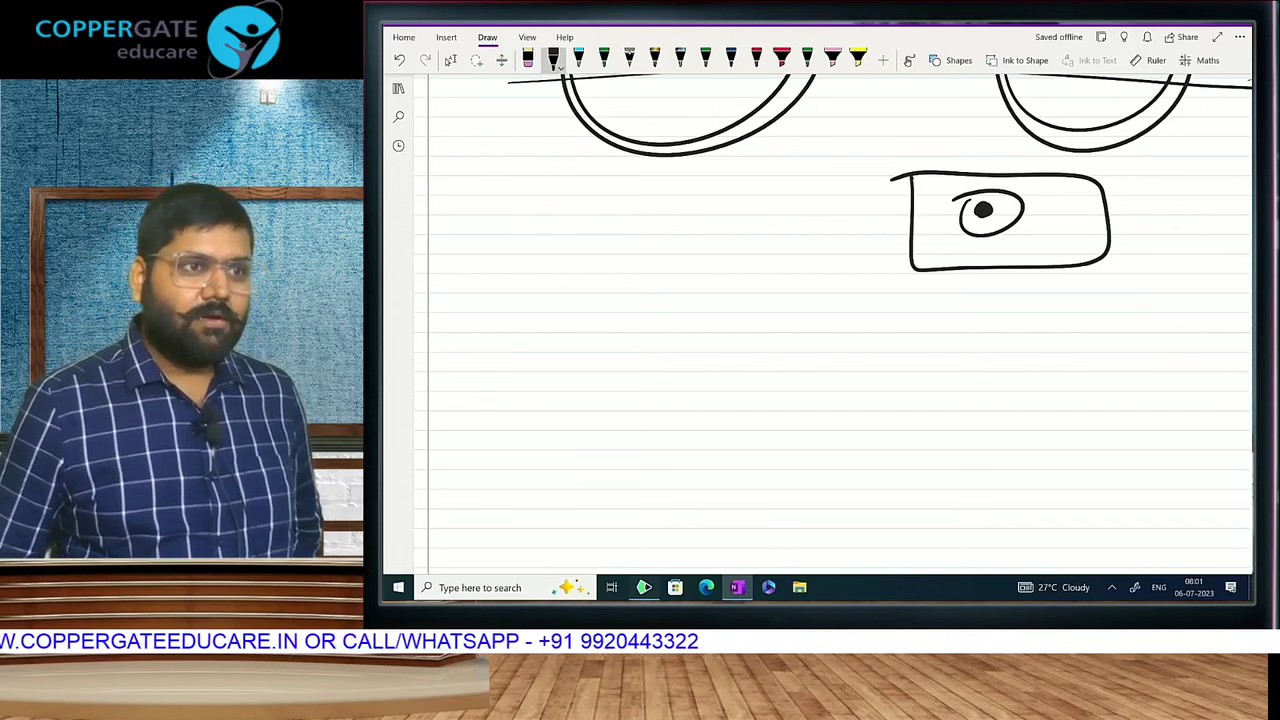 COPPERGATE
educare
Home Insert Draw View Help
Saved offline
Share
Shapes
Ink to Shape
Ink to Text
Ruler
Maths
Type here to search
27°C Cloudy
ENG
08:01
06-07-2023
W.COPPERGATEEDUCARE.IN OR CALL/WHATSAPP - +91 9920443322